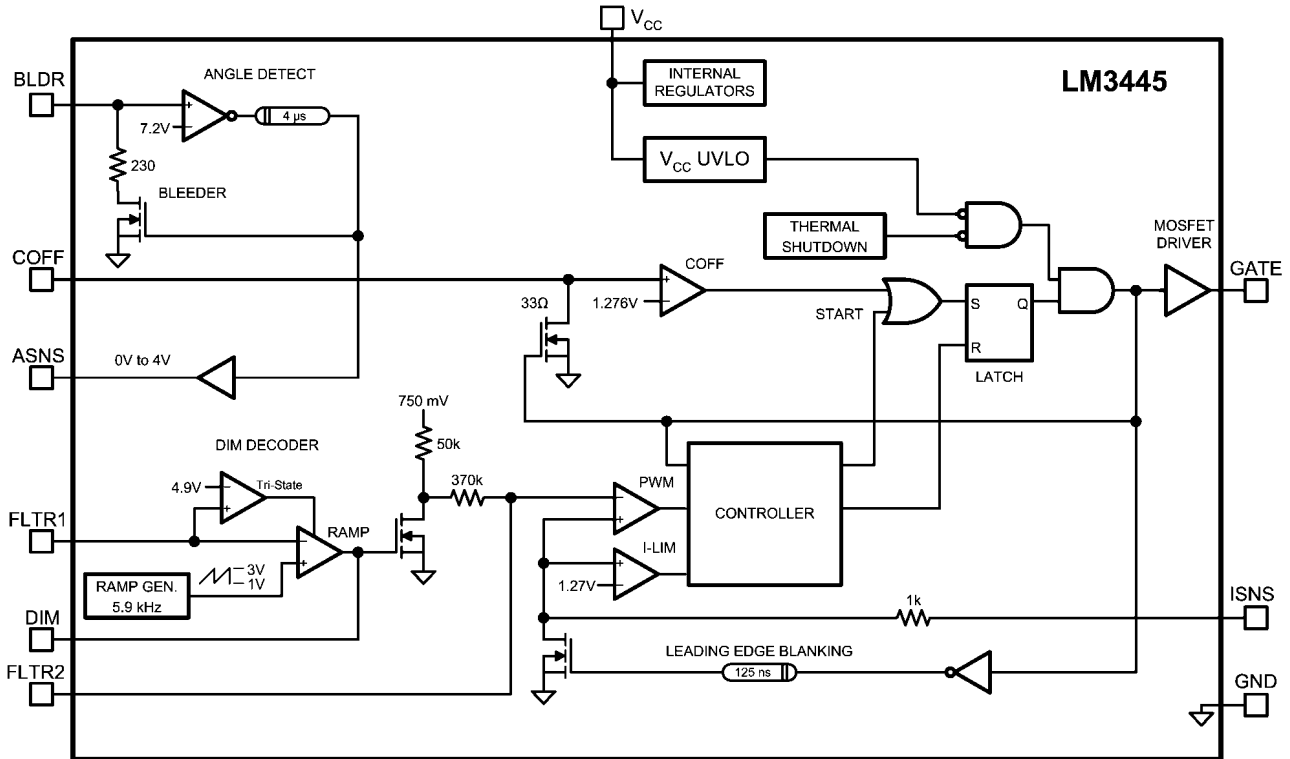 V_CC
LM3445
BLDR
ANGLE DETECT
INTERNAL
REGULATORS
+
−
7.2V
4 µs
V_CC UVLO
230
BLEEDER
THERMAL
SHUTDOWN
MOSFET
DRIVER
COFF
COFF
GATE
+
−
1.276V
33Ω
START
S
Q
R
LATCH
ASNS
0V to 4V
750 mV
50k
DIM DECODER
370k
PWM
4.9V
−
+
Tri-State
−
+
CONTROLLER
FLTR1
RAMP
−
+
I-LIM
+
−
1.27V
RAMP GEN.
5.9 kHz
3V
1V
1k
ISNS
DIM
LEADING EDGE BLANKING
125 ns
FLTR2
GND